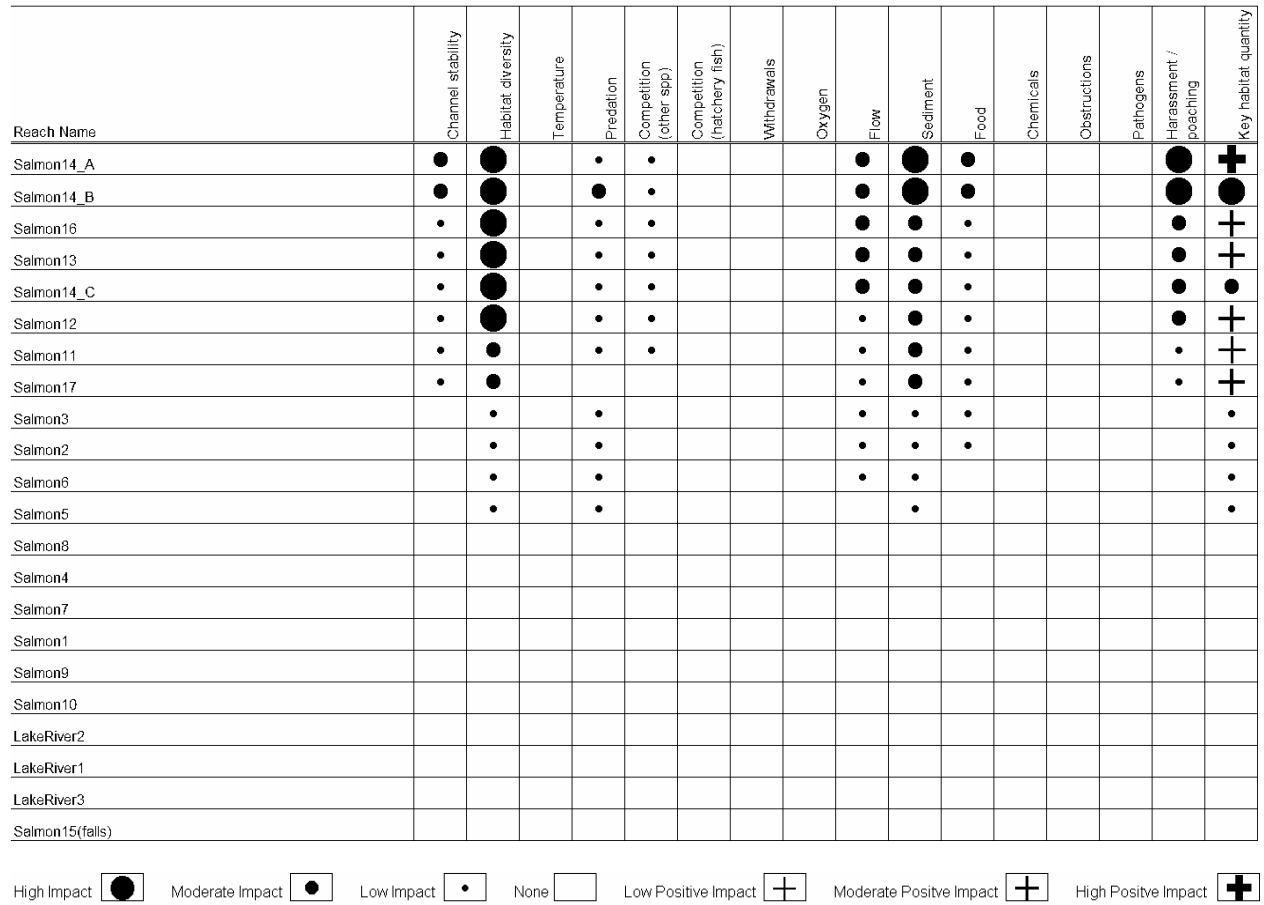 Reach Name
Channel stability
Habitat diversity
Temperature
Predation
Competition
(other spp)
Competition
(hatchery fish)
Withdrawals
Oxygen
Flow
Sediment
Food
Chemicals
Obstructions
Pathogens
Harassment /
poaching
Key habitat quantity
Salmon14_A
Salmon14_B
Salmon16
Salmon13
Salmon14_C
Salmon12
Salmon11
Salmon17
Salmon3
Salmon2
Salmon6
Salmon5
Salmon8
Salmon4
Salmon7
Salmon1
Salmon9
Salmon10
LakeRiver2
LakeRiver1
LakeRiver3
Salmon15(falls)
High Impact Moderate Impact Low Impact None Low Positive Impact Moderate Positve Impact High Positve Impact